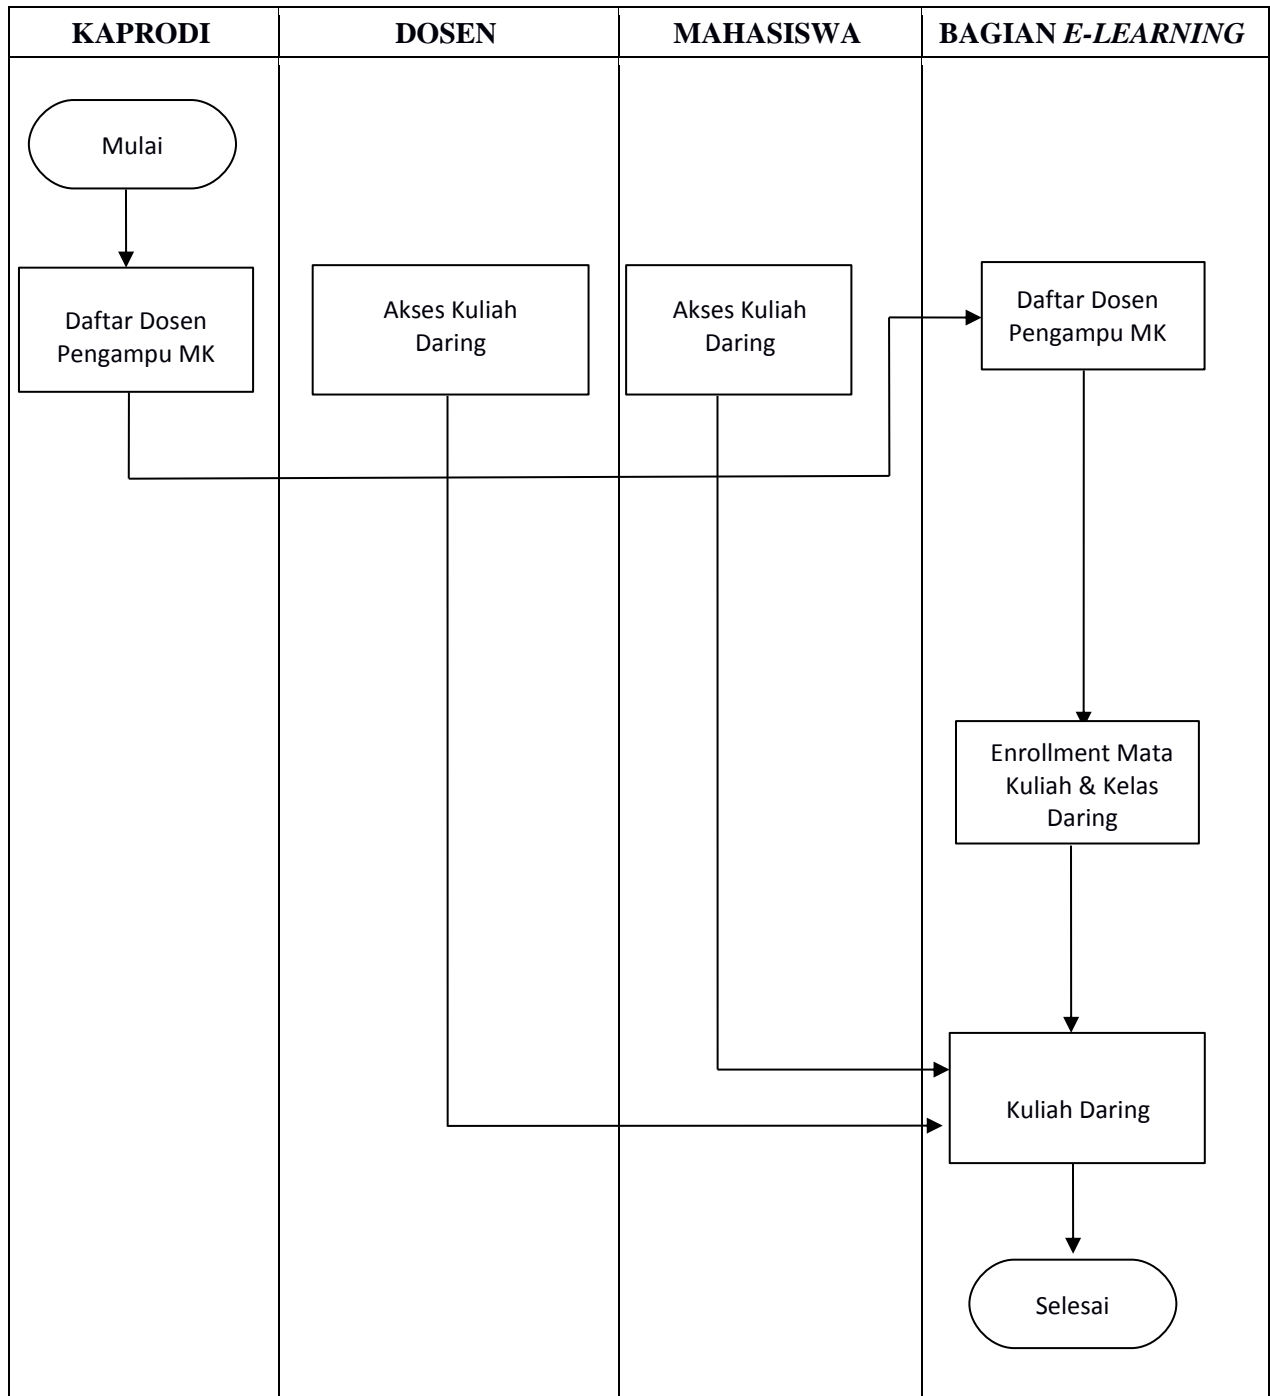 KAPRODI
DOSEN
MAHASISWA
BAGIAN E-LEARNING
Mulai
Daftar Dosen
Pengampu MK
Akses Kuliah
Daring
Akses Kuliah
Daring
Daftar Dosen
Pengampu MK
Enrollment Mata
Kuliah & Kelas
Daring
Kuliah Daring
Selesai